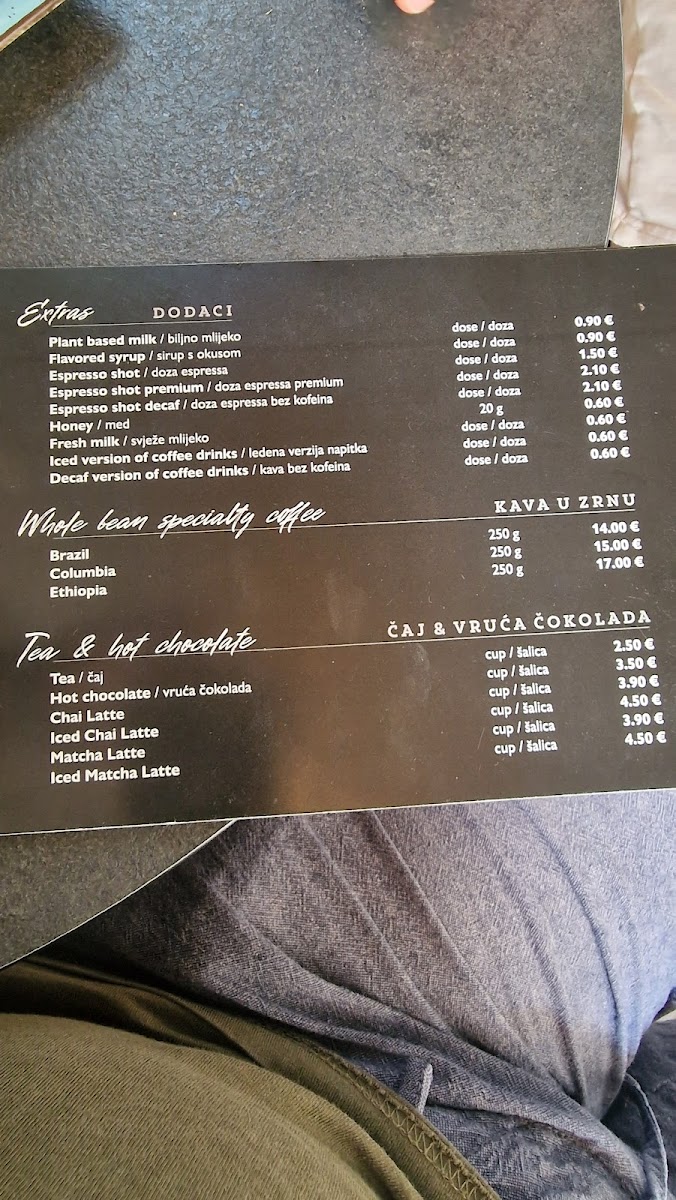 Extras DODACI
Plant based milk / biljno mlijeko dose / doza 0.90 €
Flavored syrup / sirup s okusom dose / doza 0.90 €
Espresso shot / doza espressa dose / doza 1.50 €
Espresso shot premium / doza espressa premium dose / doza 2.10 €
Espresso shot decaf / doza espressa bez kofeina dose / doza 2.10 €
Honey / med 20 g 0.60 €
Fresh milk / svježe mlijeko dose / doza 0.60 €
Iced version of coffee drinks / ledena verzija napitka dose / doza 0.60 €
Decaf version of coffee drinks / kava bez kofeina dose / doza 0.60 €
Whole bean specialty coffee KAVA U ZRNU
Brazil 250 g 14.00 €
Columbia 250 g 15.00 €
Ethiopia 250 g 17.00 €
Tea & hot chocolate ČAJ & VRUĆA ČOKOLADA
Tea / čaj cup / šalica 2.50 €
Hot chocolate / vruća čokolada cup / šalica 3.50 €
Chai Latte cup / šalica 3.90 €
Iced Chai Latte cup / šalica 4.50 €
Matcha Latte cup / šalica 3.90 €
Iced Matcha Latte cup / šalica 4.50 €